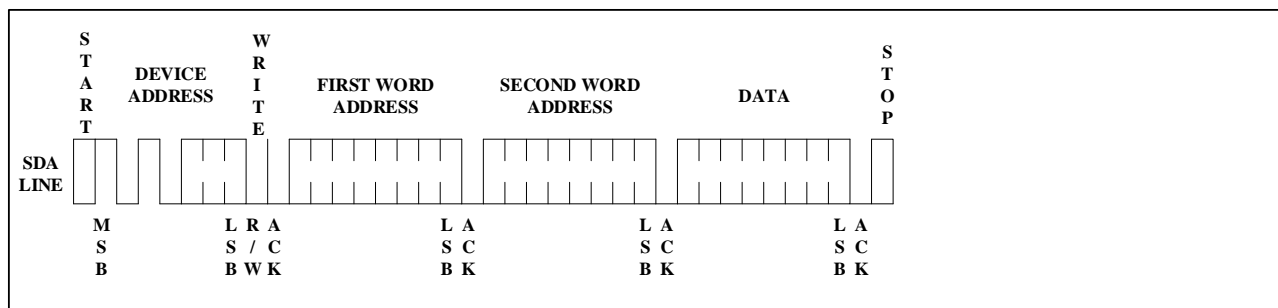 START
DEVICE
ADDRESS
WRITE
FIRST WORD
ADDRESS
SECOND WORD
ADDRESS
DATA
STOP
SDA
LINE
MSB
LSB
R/W
ACK
LSB
ACK
LSB
ACK
LSB
ACK